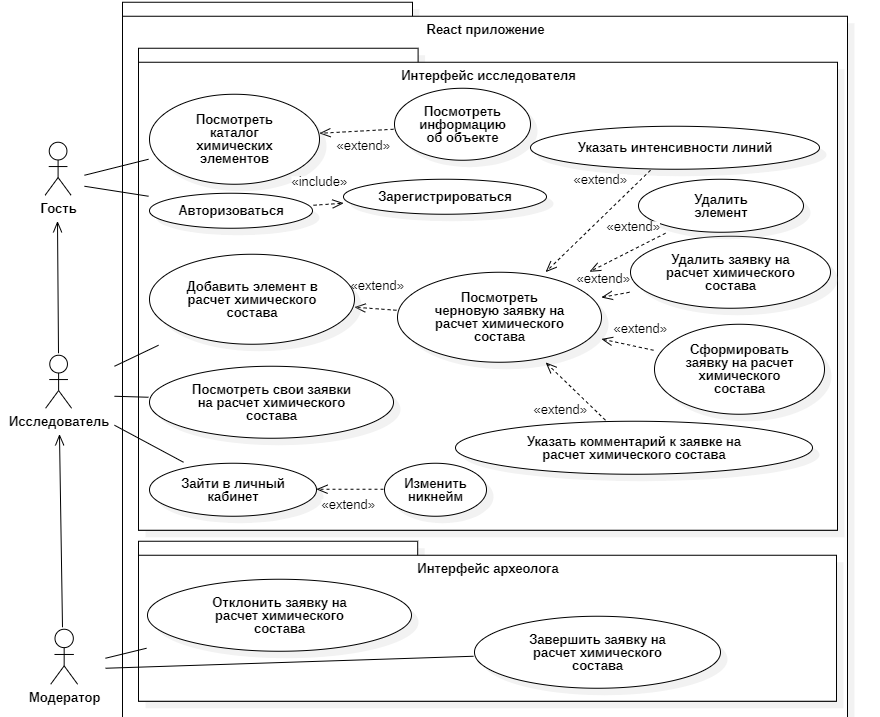 React приложение
Интерфейс исследователя
Посмотреть
каталог
химических
элементов
«extend»
Посмотреть
информацию
об объекте
Указать интенсивности линий
«extend»
Гость
Авторизоваться
«include»
Зарегистрироваться
Удалить
элемент
«extend»
Удалить заявку на
расчет химического
состава
«extend»
Добавить элемент в
расчет химического
состава
«extend»
Посмотреть
черновую заявку на
расчет химического
состава
«extend»
Сформировать
заявку на расчет
химического
состава
Исследователь
Посмотреть свои заявки
на расчет химического
состава
«extend»
Указать комментарий к заявке на
расчет химического состава
Зайти в личный
кабинет
«extend»
Изменить
никнейм
Интерфейс археолога
Отклонить заявку на
расчет химического
состава
Завершить заявку на
расчет химического
состава
Модератор